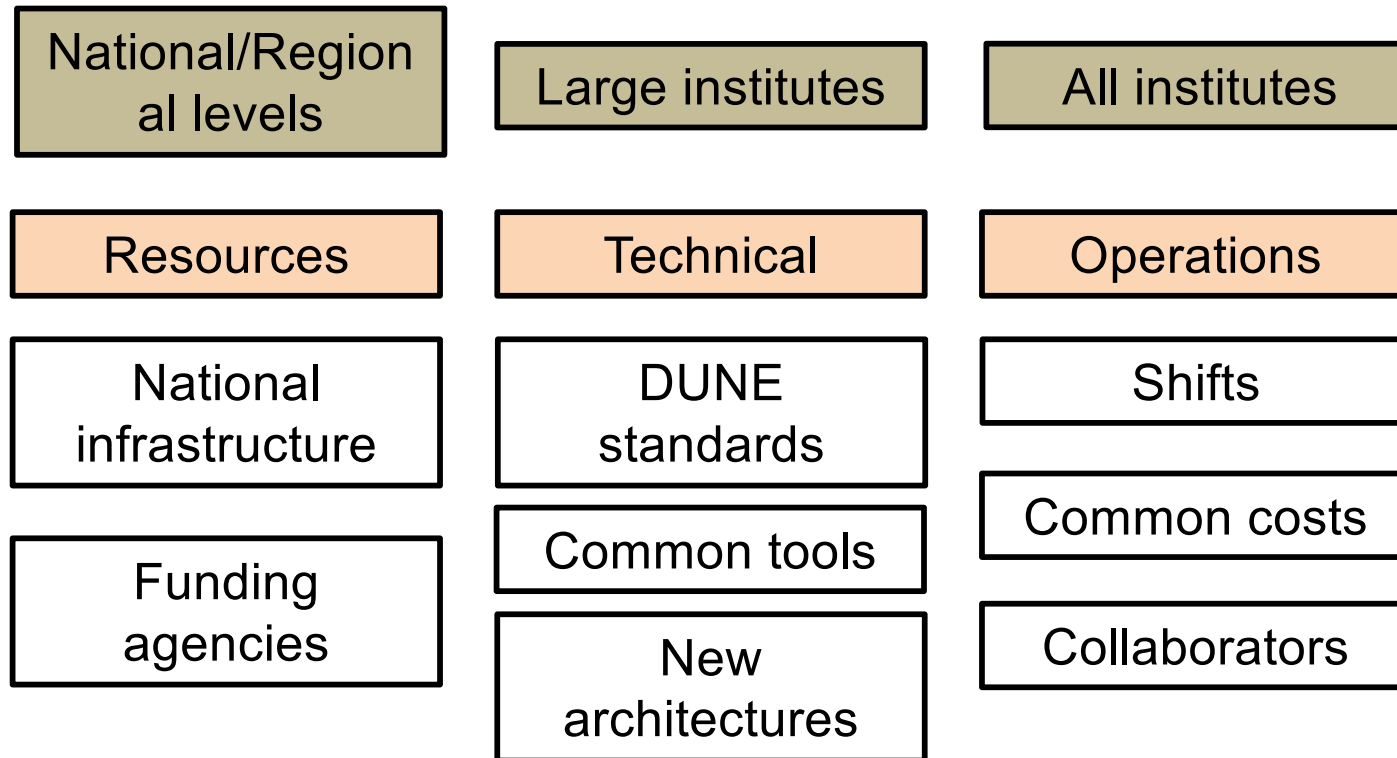 National/Region
al levels
Large institutes
All institutes
Resources
Technical
Operations
National
infrastructure
DUNE
standards
Shifts
Common tools
Common costs
Funding
agencies
New
architectures
Collaborators